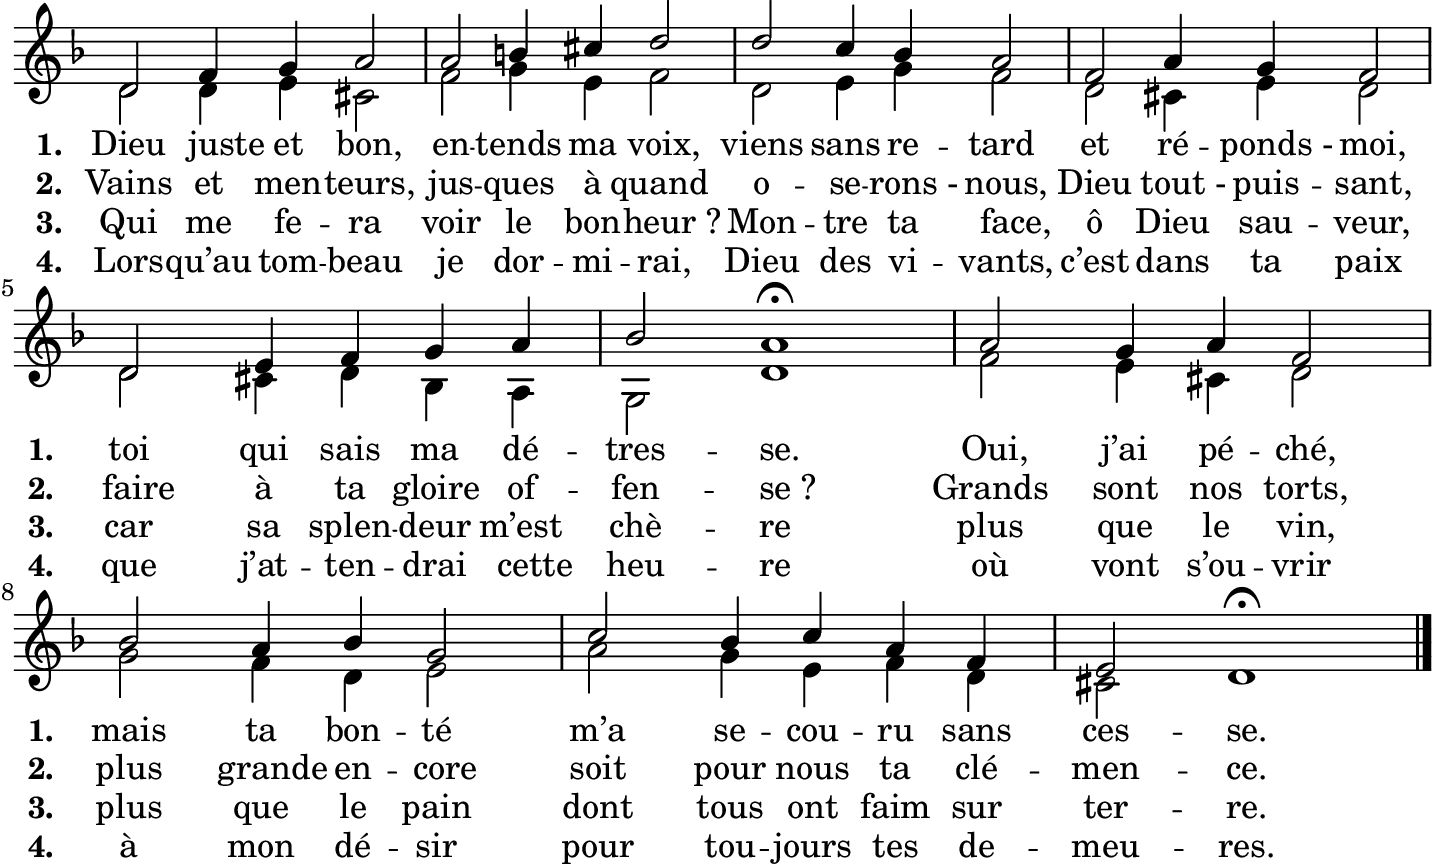 1. Dieu juste et bon, en -- tends ma voix, viens sans re -- tard et ré -- ponds - moi,
2. Vains et menteurs, jus -- ques à quand o -- se -- rons - nous, Dieu tout - puis -- sant,
3. Qui me fe -- ra voir le bonheur ? Mon -- tre ta face, ô Dieu sau -- veur,
4. Lorsqu’au tom -- beau je dor -- mi -- rai, Dieu des vi -- vants, c’est dans ta paix
5
1. toi qui sais ma dé -- tres -- se. Oui, j’ai pé -- ché,
2. faire à ta gloire of -- fen -- se ? Grands sont nos torts,
3. car sa splen -- deur m’est chè -- re plus que le vin,
4. que j’at -- ten -- drai cette heu -- re où vont s’ou -- vrir
8
1. mais ta bon -- té m’a se -- cou -- ru sans ces -- se.
2. plus grande en -- core soit pour nous ta clé -- men -- ce.
3. plus que le pain dont tous ont faim sur ter -- re.
4. à mon dé -- sir pour tou -- jours tes de -- meu -- res.